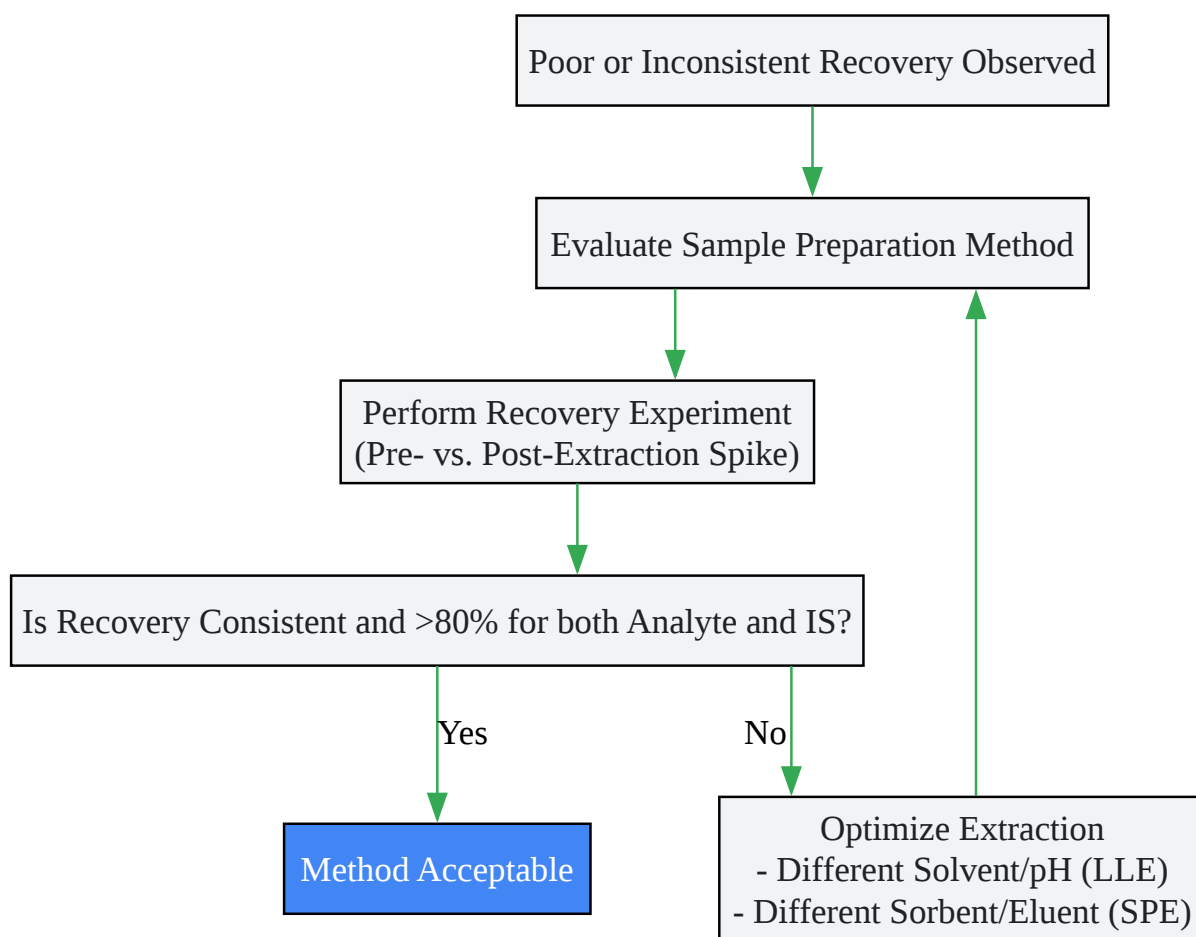 Poor or Inconsistent Recovery Observed
Evaluate Sample Preparation Method
Perform Recovery Experiment
(Pre- vs. Post-Extraction Spike)
Is Recovery Consistent and >80% for both Analyte and IS?
Yes
No
Method Acceptable
Optimize Extraction
- Different Solvent/pH (LLE)
- Different Sorbent/Eluent (SPE)